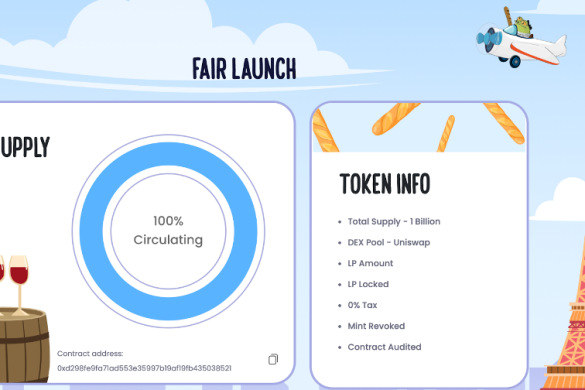 FAIR LAUNCH
UPPLY
100%
Circulating
Contract address:
0xd298fe9fa71ad553e35997b19af19fb435038521
TOKEN INFO
Total Supply - 1 Billion
DEX Pool - Uniswap
LP Amount
LP Locked
0% Tax
Mint Revoked
Contract Audited